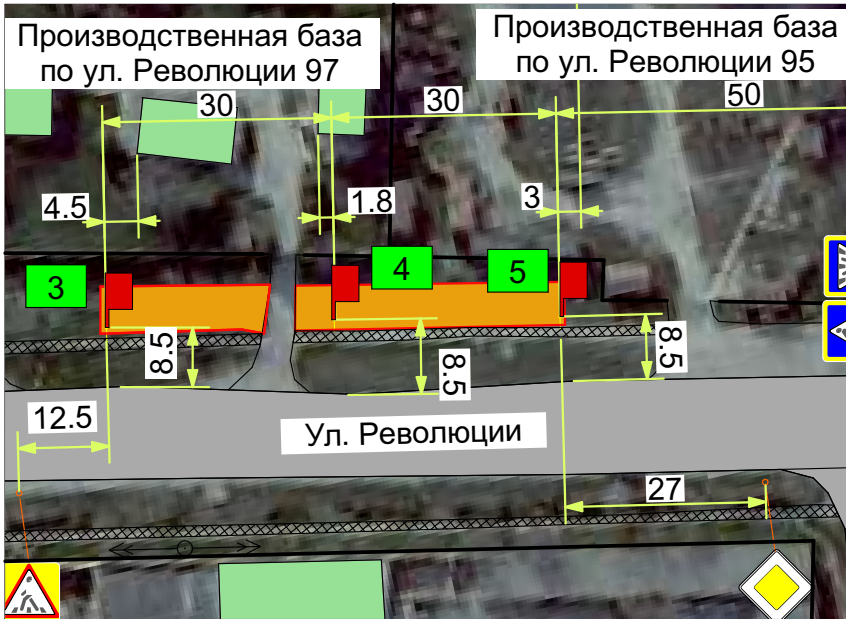 Производственная база
по ул. Революции 97
Производственная база
по ул. Революции 95
30
30
50
4.5
1.8
3
3
4
5
8.5
8.5
8.5
12.5
Ул. Революции
27